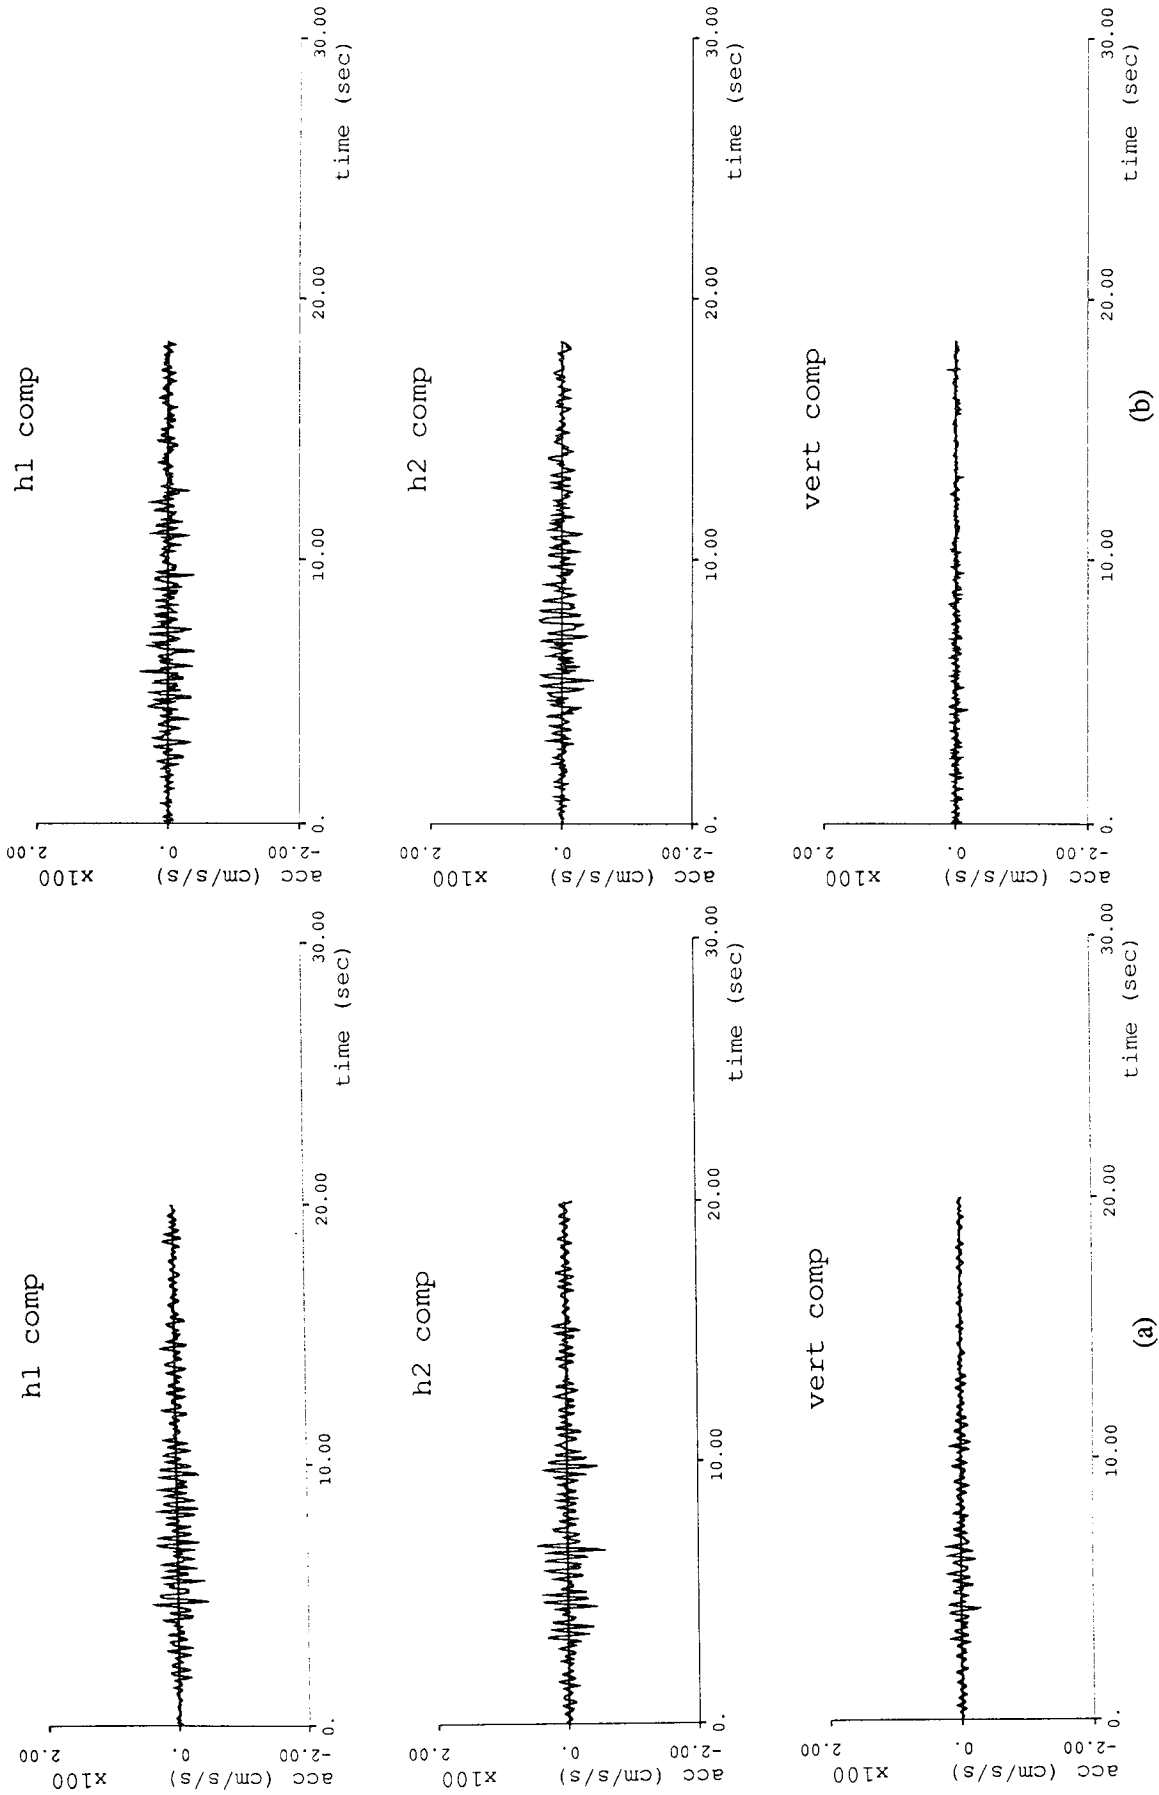 h1 comp
x100
acc (cm/s/s)
2.00
0.
-2.00
0.
10.00
20.00
30.00
time (sec)
h2 comp
x100
acc (cm/s/s)
2.00
0.
-2.00
0.
10.00
20.00
30.00
time (sec)
vert comp
x100
acc (cm/s/s)
2.00
0.
-2.00
0.
10.00
20.00
30.00
time (sec)
(a)
h1 comp
x100
acc (cm/s/s)
2.00
0.
-2.00
0.
10.00
20.00
30.00
time (sec)
h2 comp
x100
acc (cm/s/s)
2.00
0.
-2.00
0.
10.00
20.00
30.00
time (sec)
vert comp
x100
acc (cm/s/s)
2.00
0.
-2.00
0.
10.00
20.00
30.00
time (sec)
(b)